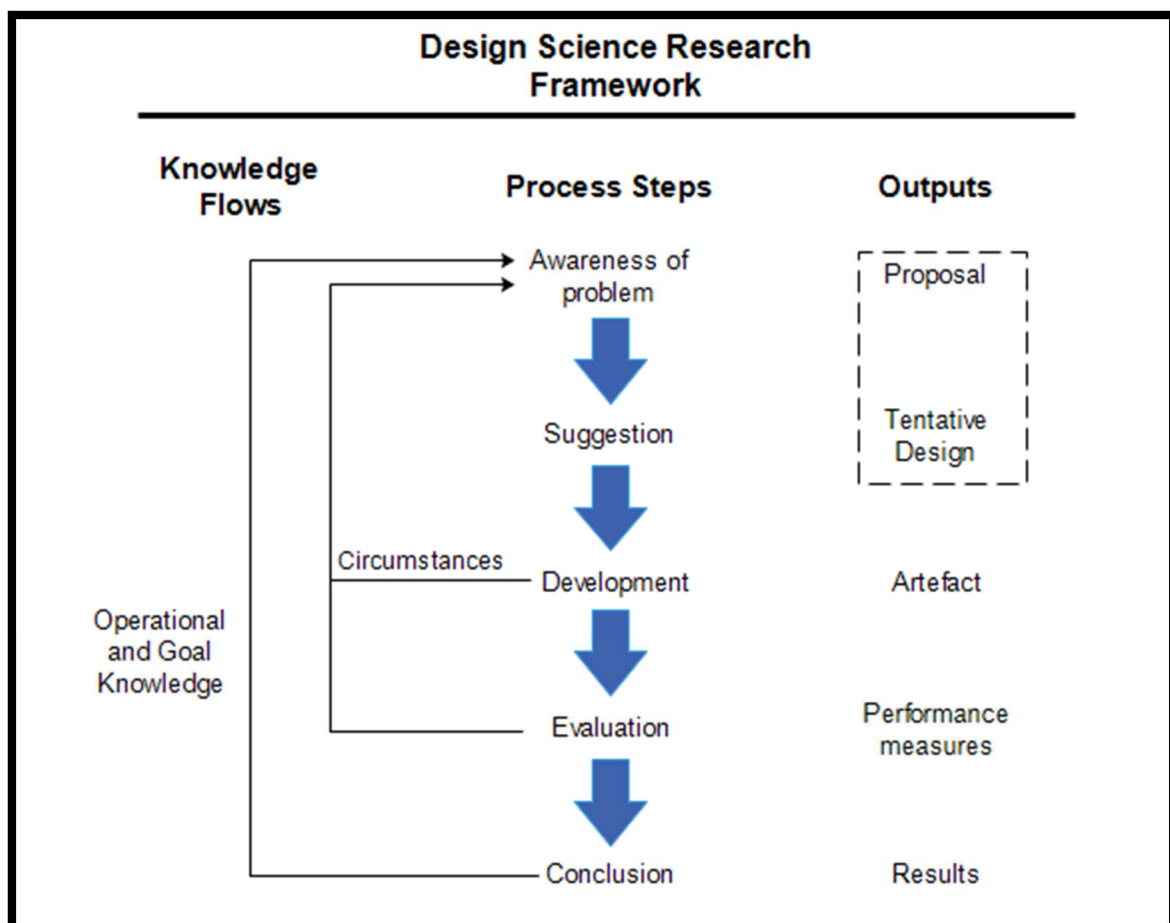 Design Science Research
Framework
Knowledge
Flows
Process Steps
Outputs
Awareness of
problem
Proposal
Suggestion
Tentative
Design
Circumstances
Development
Artefact
Operational
and Goal
Knowledge
Evaluation
Performance
measures
Conclusion
Results